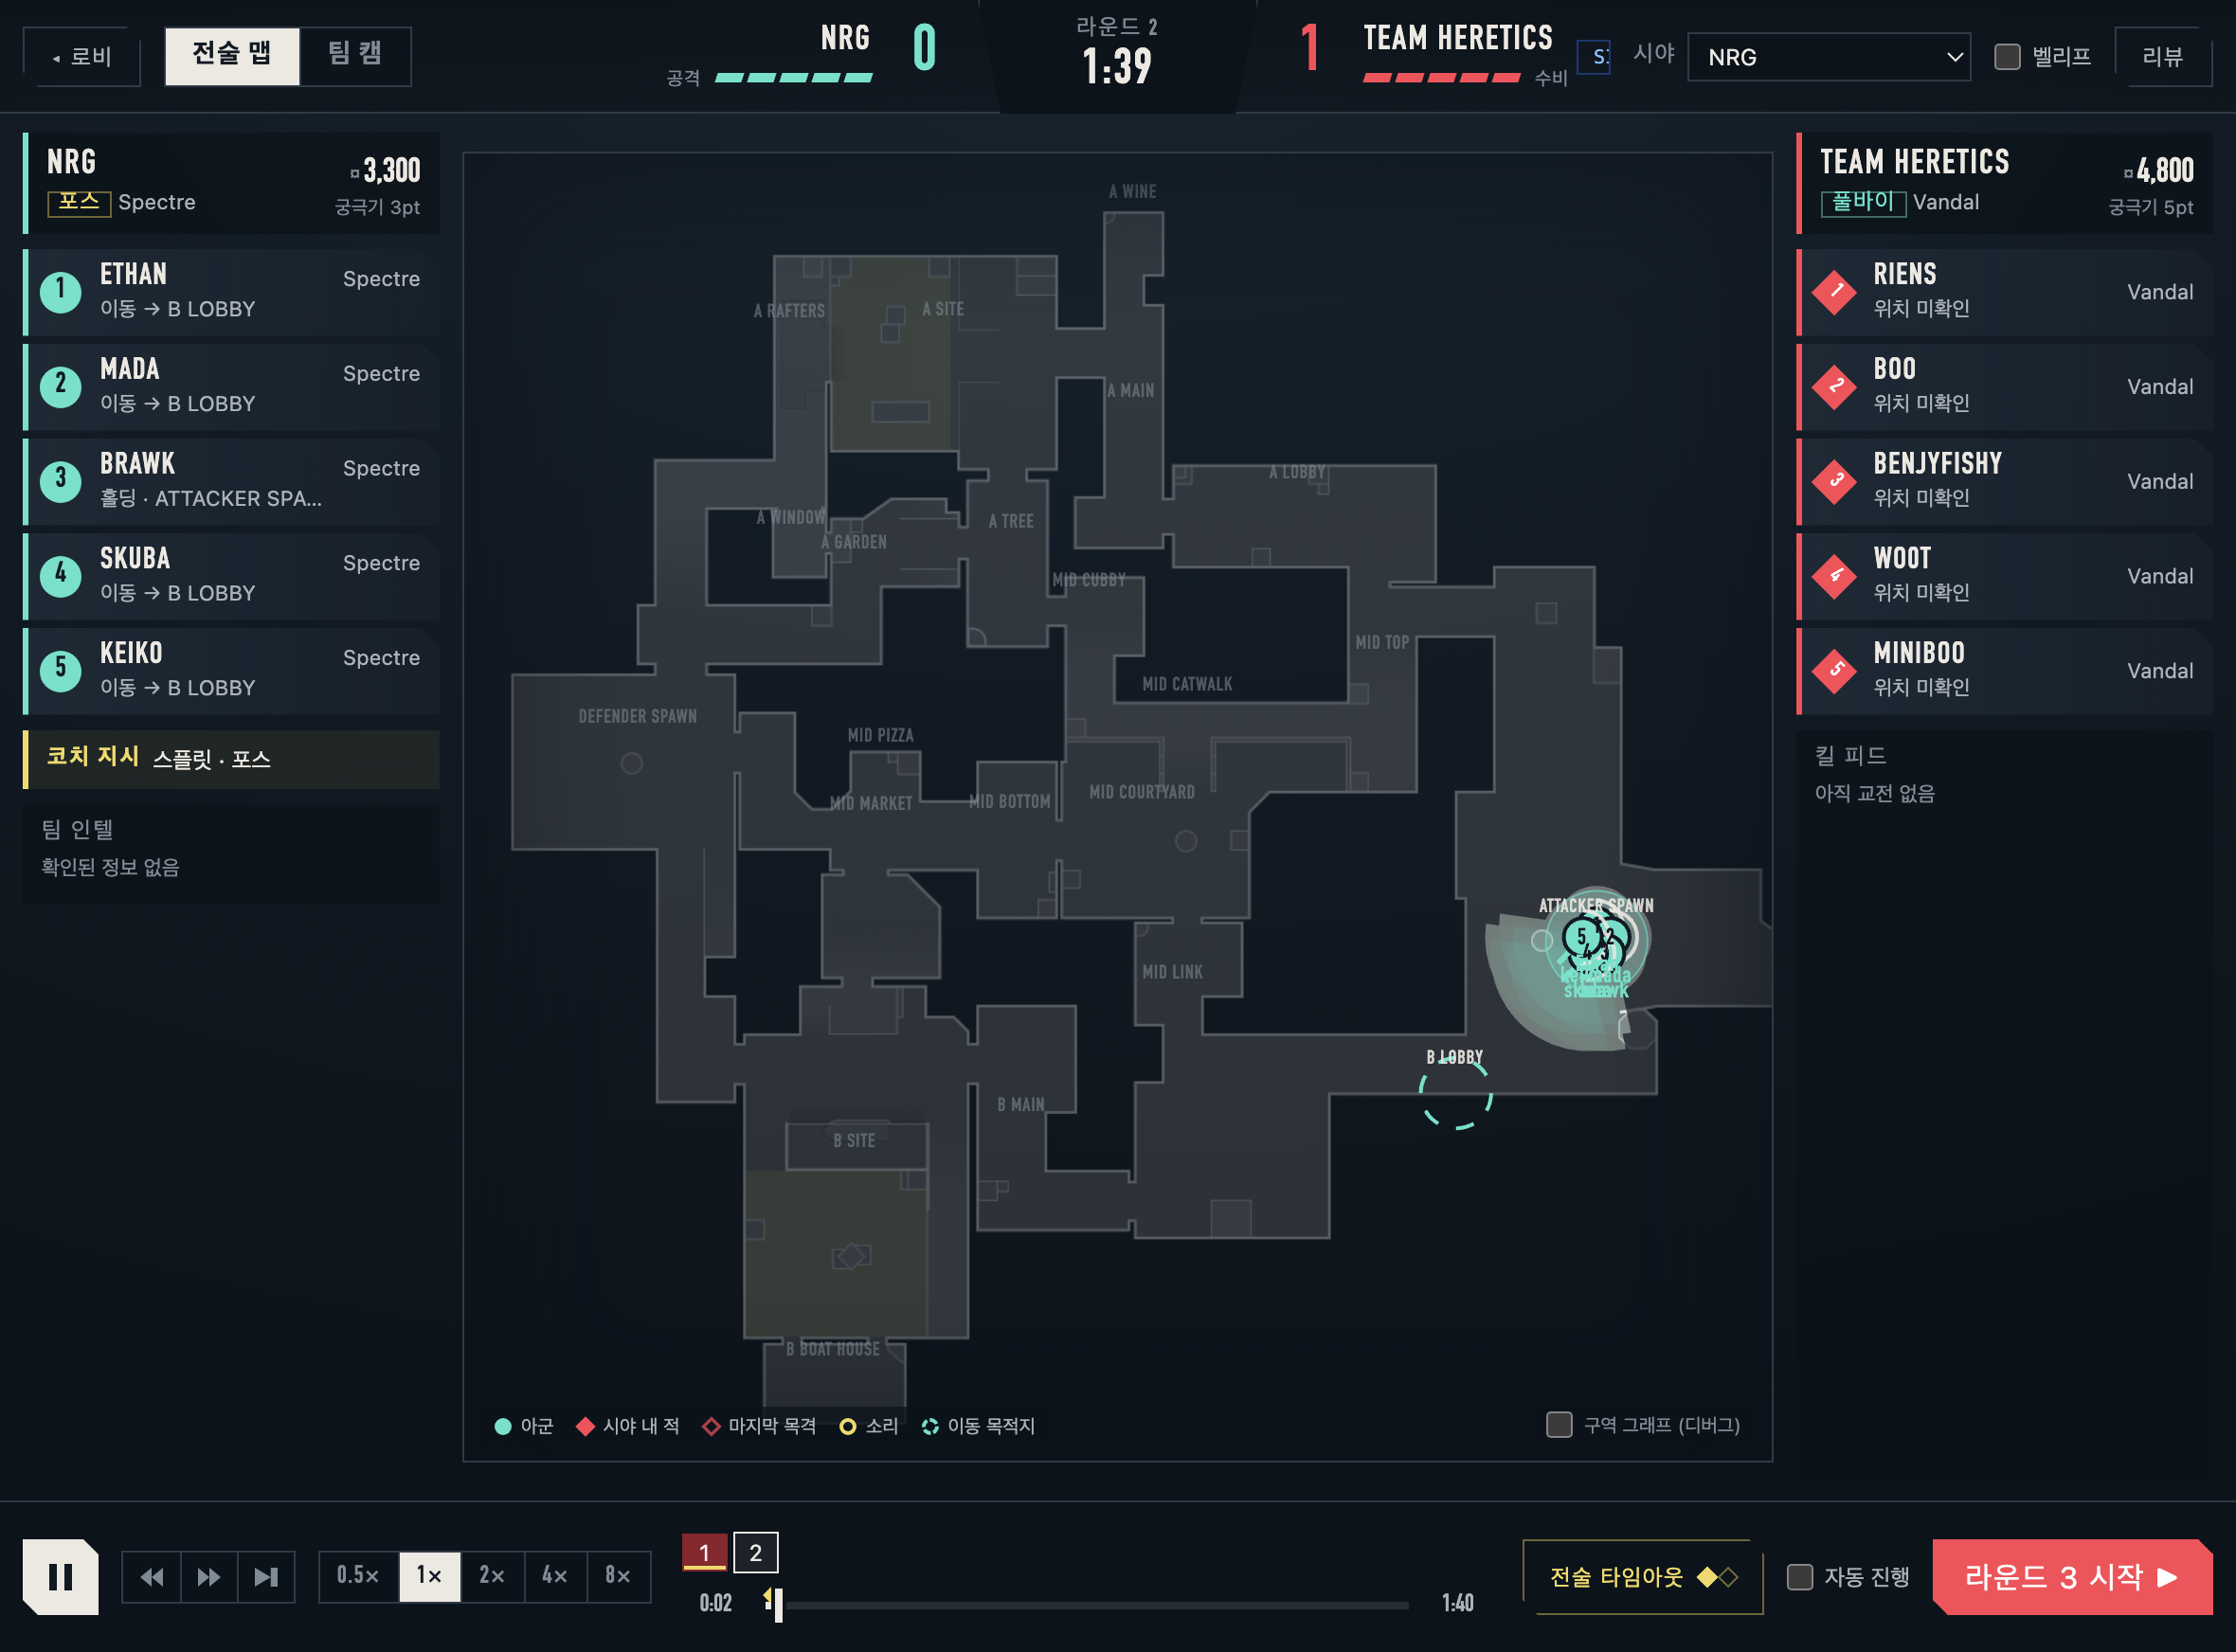 ◂ 로비
전술 맵
팀 캠
NRG
0
공격
라운드 2
1:39
1
TEAM HERETICS
수비
시야
NRG
벨리프
리뷰
NRG
¤3,300
포스 Spectre
궁극기 3pt
1
ETHAN
이동 → B LOBBY
Spectre
2
MADA
이동 → B LOBBY
Spectre
3
BRAWK
홀딩 · ATTACKER SPA...
Spectre
4
SKUBA
이동 → B LOBBY
Spectre
5
KEIKO
이동 → B LOBBY
Spectre
코치 지시 스플릿 · 포스
팀 인텔
확인된 정보 없음
A WINE
A RAFTERS
A SITE
A MAIN
A LOBBY
A WINDOW
A GARDEN
A TREE
MID CUBBY
MID TOP
MID CATWALK
DEFENDER SPAWN
MID PIZZA
MID MARKET
MID BOTTOM
MID COURTYARD
ATTACKER SPAWN
5
2
4
MID LINK
B LOBBY
B MAIN
B SITE
B BOAT HOUSE
아군
시야 내 적
마지막 목격
소리
이동 목적지
구역 그래프 (디버그)
TEAM HERETICS
¤4,800
풀바이 Vandal
궁극기 5pt
1
RIENS
위치 미확인
Vandal
2
BOO
위치 미확인
Vandal
3
BENJYFISHY
위치 미확인
Vandal
4
WOOT
위치 미확인
Vandal
5
MINIBOO
위치 미확인
Vandal
킬 피드
아직 교전 없음
0.5×
1×
2×
4×
8×
1
2
0:02
1:40
전술 타임아웃
자동 진행
라운드 3 시작 ▶